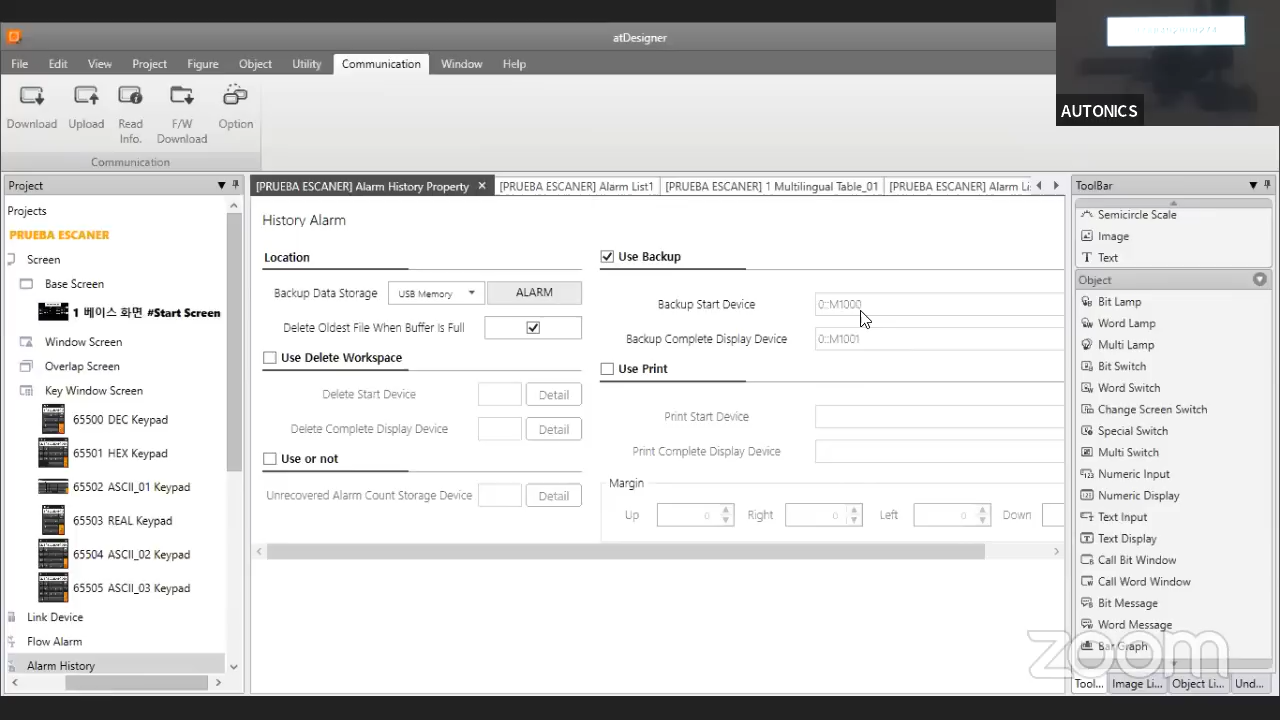 atDesigner
File Edit View Project Figure Object Utility Communication Window Help
Download Upload Read Info. F/W Download Option
Communication
AUTONICS
Project
Projects
PRUEBA ESCANER
Screen
Base Screen
1 베이스 화면 #Start Screen
Window Screen
Overlap Screen
Key Window Screen
65500 DEC Keypad
65501 HEX Keypad
65502 ASCII_01 Keypad
65503 REAL Keypad
65504 ASCII_02 Keypad
65505 ASCII_03 Keypad
Link Device
Flow Alarm
Alarm History
[PRUEBA ESCANER] Alarm History Property [PRUEBA ESCANER] Alarm List1 [PRUEBA ESCANER] 1 Multilingual Table_01 [PRUEBA ESCANER] Alarm Li
History Alarm
Location
Backup Data Storage USB Memory ALARM
Delete Oldest File When Buffer Is Full
Use Delete Workspace
Delete Start Device Detail
Delete Complete Display Device Detail
Use or not
Unrecovered Alarm Count Storage Device Detail
Use Backup
Backup Start Device 0::M1000
Backup Complete Display Device 0::M1001
Use Print
Print Start Device
Print Complete Display Device
Margin
Up 0 Right 0 Left 0 Down
ToolBar
Semicircle Scale
Image
Text
Object
Bit Lamp
Word Lamp
Multi Lamp
Bit Switch
Word Switch
Change Screen Switch
Special Switch
Multi Switch
Numeric Input
Numeric Display
Text Input
Text Display
Call Bit Window
Call Word Window
Bit Message
Word Message
Bar Graph
Tool... Image Li... Object Li... Und...
zoom